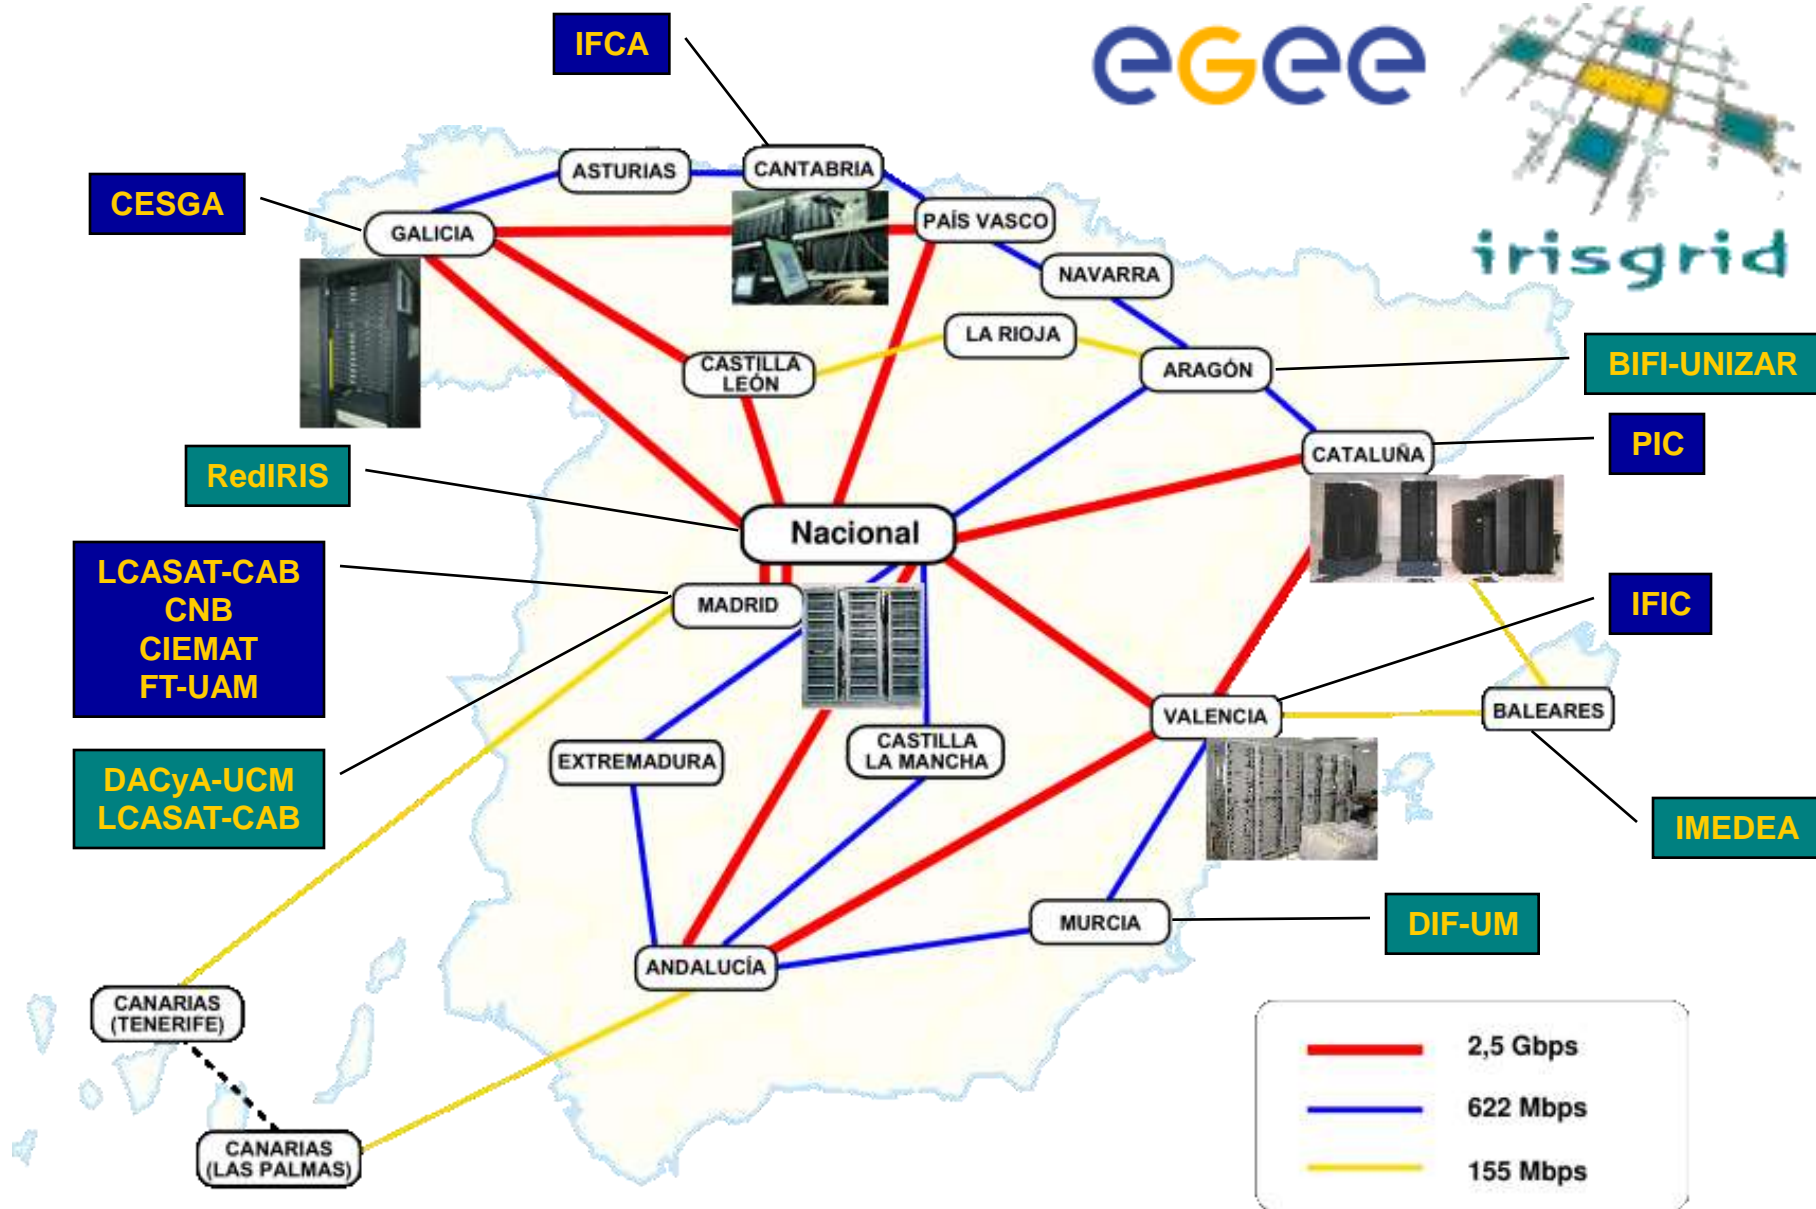 IFCA
egee
irisgrid
ASTURIAS
CANTABRIA
CESGA
GALICIA
PAÍS VASCO
NAVARRA
LA RIOJA
CASTILLA
LEÓN
ARAGÓN
BIFI-UNIZAR
CATALUÑA
PIC
RedIRIS
Nacional
LCASAT-CAB
CNB
CIEMAT
FT-UAM
MADRID
IFIC
VALENCIA
BALEARES
EXTREMADURA
CASTILLA
LA MANCHA
DACyA-UCM
LCASAT-CAB
IMEDEA
MURCIA
DIF-UM
ANDALUCÍA
CANARIAS
(TENERIFE)
CANARIAS
(LAS PALMAS)
2,5 Gbps
622 Mbps
155 Mbps